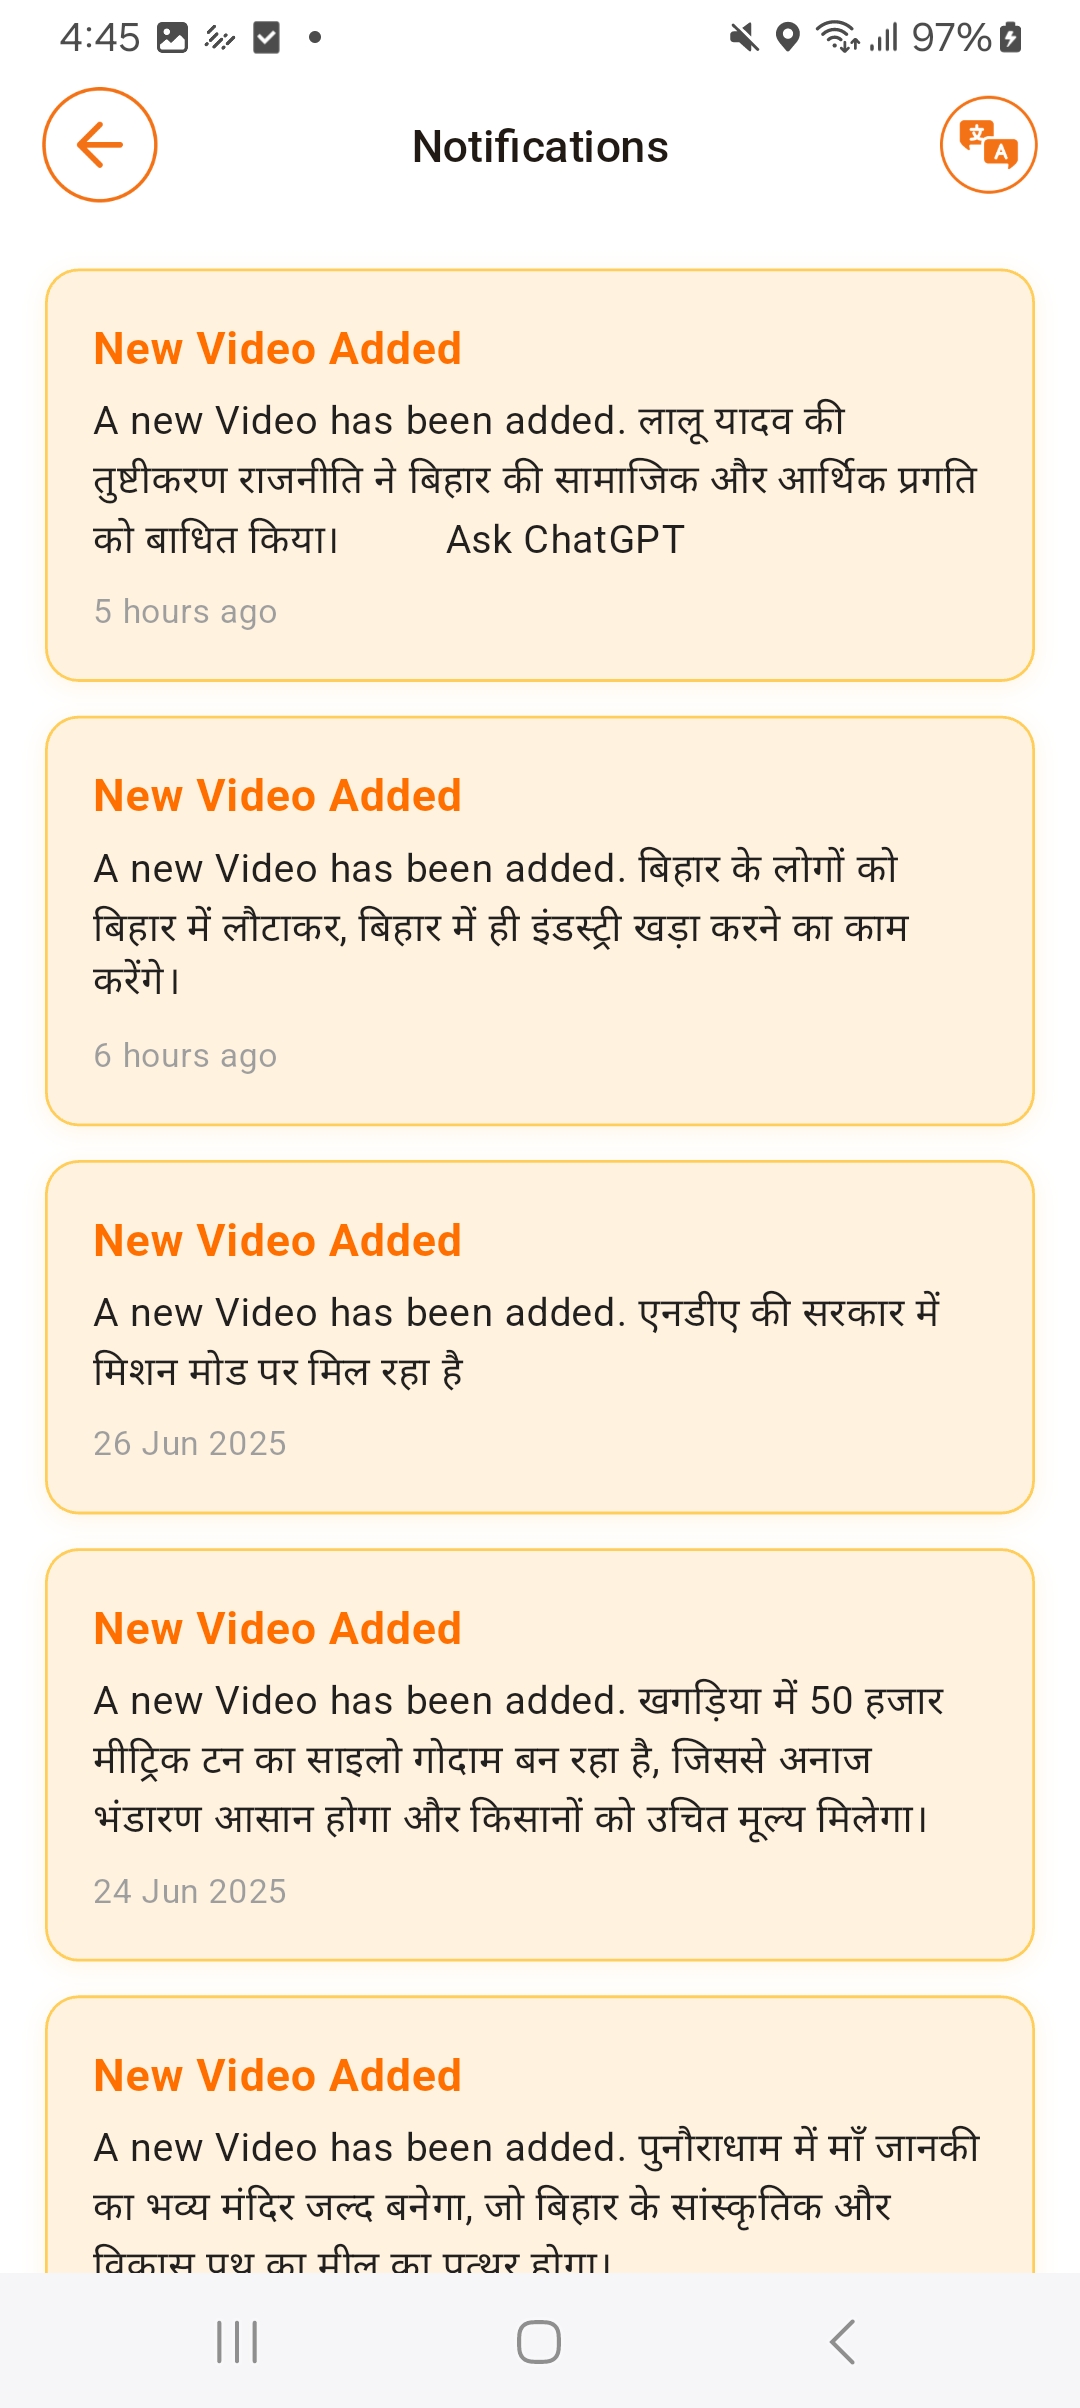 4:45
97%
Notifications
文
A
New Video Added
A new Video has been added. लालू यादव की
तुष्टीकरण राजनीति ने बिहार की सामाजिक और आर्थिक प्रगति
को बाधित किया। Ask ChatGPT
5 hours ago
New Video Added
A new Video has been added. बिहार के लोगों को
बिहार में लौटाकर, बिहार में ही इंडस्ट्री खड़ा करने का काम
करेंगे।
6 hours ago
New Video Added
A new Video has been added. एनडीए की सरकार में
मिशन मोड पर मिल रहा है
26 Jun 2025
New Video Added
A new Video has been added. खगड़िया में 50 हजार
मीट्रिक टन का साइलो गोदाम बन रहा है, जिससे अनाज
भंडारण आसान होगा और किसानों को उचित मूल्य मिलेगा।
24 Jun 2025
New Video Added
A new Video has been added. पुनौराधाम में माँ जानकी
का भव्य मंदिर जल्द बनेगा, जो बिहार के सांस्कृतिक और
विकास पथ का मील का पत्थर होगा।